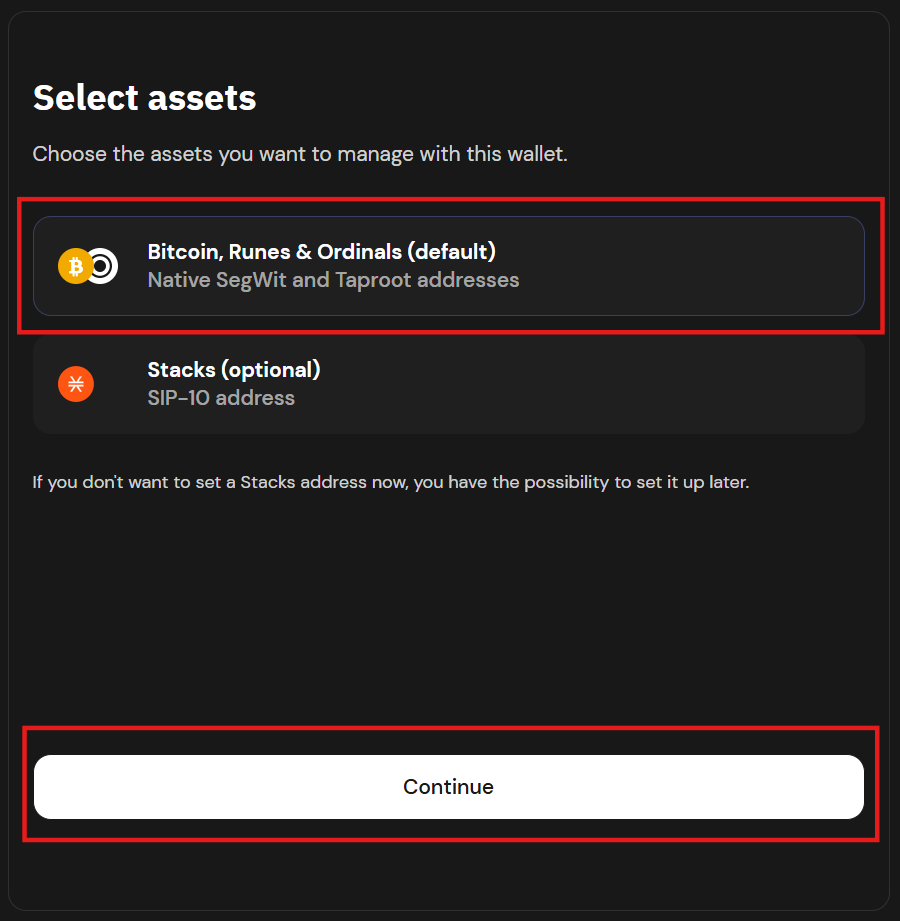 Select assets
Choose the assets you want to manage with this wallet.
Bitcoin, Runes & Ordinals (default)
Native SegWit and Taproot addresses
Stacks (optional)
SIP-10 address
If you don't want to set a Stacks address now, you have the possibility to set it up later.
Continue